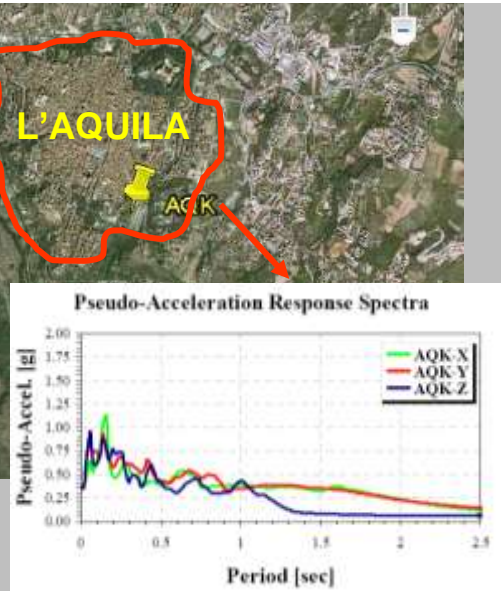 L'AQUILA
AQK
Pseudo-Acceleration Response Spectra
Pseudo-Accel. [g]
2.00
1.75
1.50
1.25
1.00
0.75
0.50
0.25
0.00
AQK-X
AQK-Y
AQK-Z
0 0.5 1 1.5 2 2.5
Period [sec]